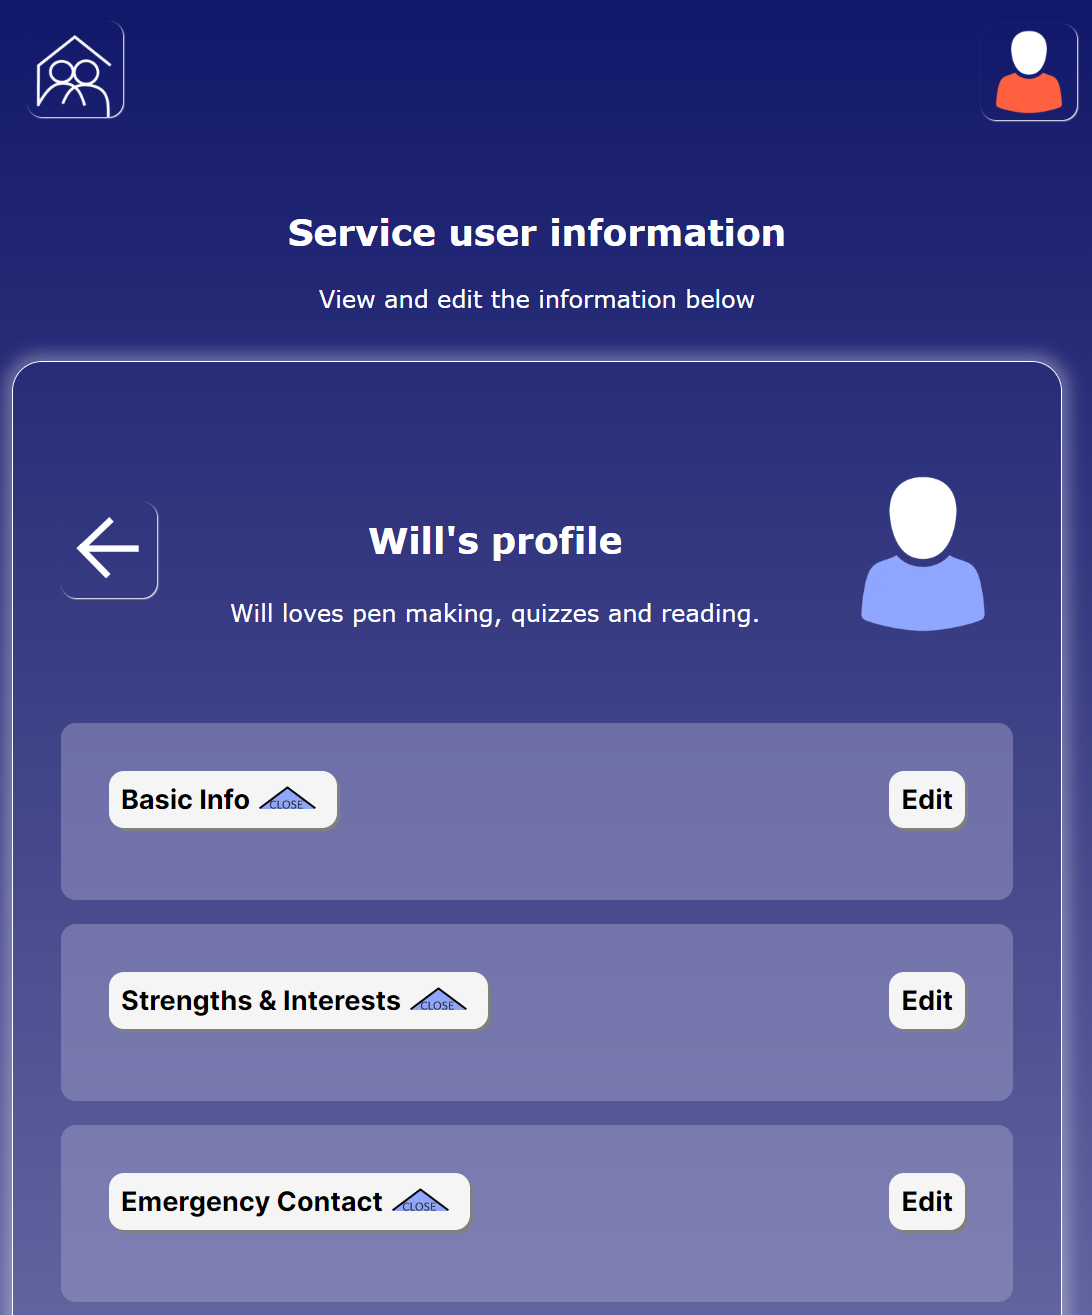 Service user information
View and edit the information below
Will's profile
Will loves pen making, quizzes and reading.
Basic Info CLOSE Edit
Strengths & Interests CLOSE Edit
Emergency Contact CLOSE Edit